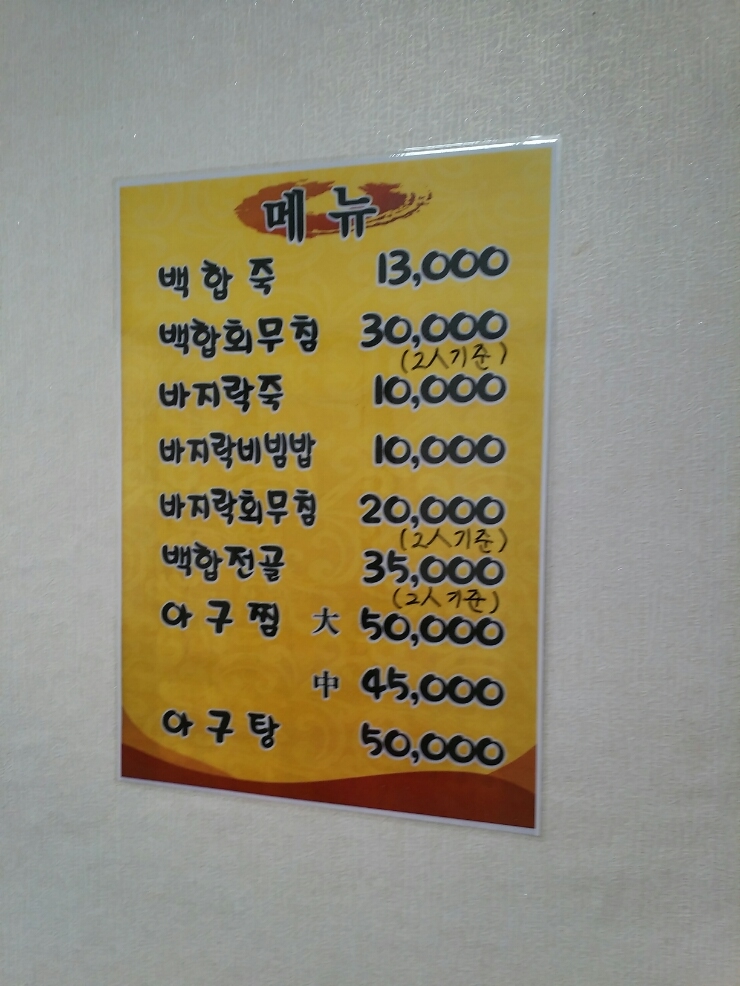 메뉴
백합죽 13,000
백합회무침 30,000
(2人기준)
바지락죽 10,000
바지락비빔밥 10,000
바지락회무침 20,000
(2人기준)
백합전골 35,000
(2人기준)
아구찜 大 50,000
中 45,000
아구탕 50,000